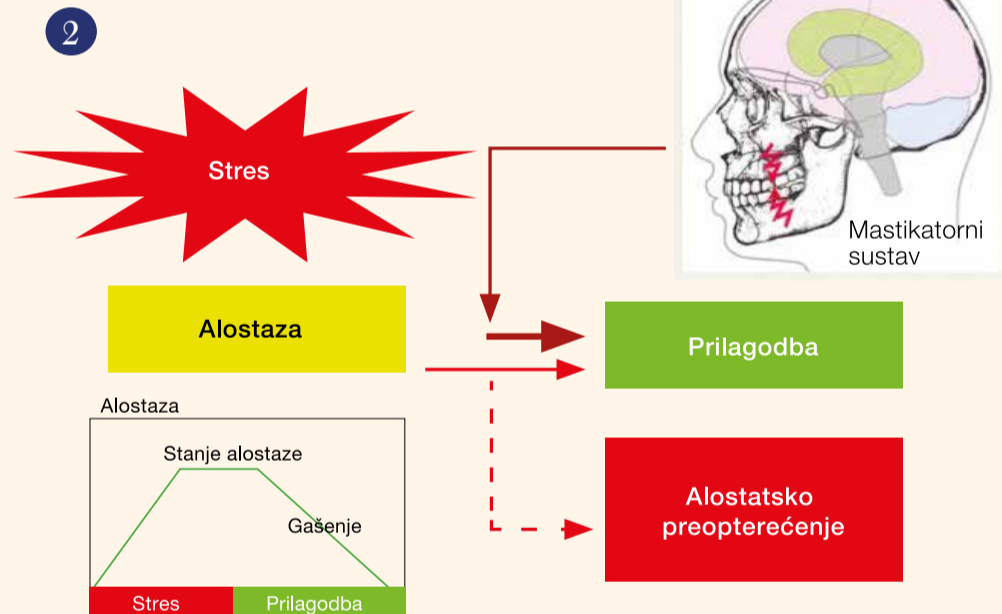 2
Stres
Mastikatorni
sustav
Alostaza
Prilagodba
Alostaza
Stanje alostaze
Gašenje
Stres
Prilagodba
Alostatsko
preopterećenje